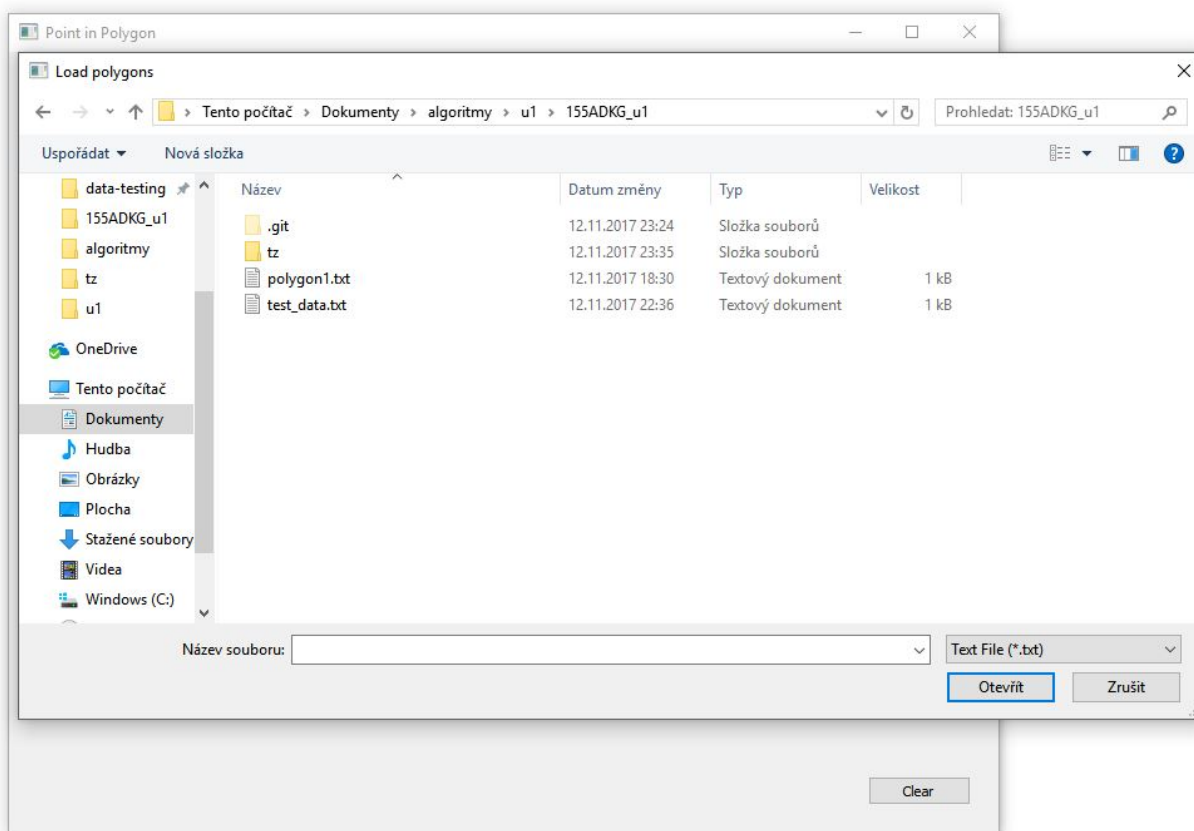 Point in Polygon
Load polygons
Tento počítač > Dokumenty > algoritmy > u1 > 155ADKG_u1
Prohledat: 155ADKG_u1
Uspořádat
Nová složka
data-testing
155ADKG_u1
algoritmy
tz
u1
OneDrive
Tento počítač
Dokumenty
Hudba
Obrázky
Plocha
Stažené soubory
Videa
Windows (C:)
Název Datum změny Typ Velikost
.git 12.11.2017 23:24 Složka souborů
tz 12.11.2017 23:35 Složka souborů
polygon1.txt 12.11.2017 18:30 Textový dokument 1 kB
test_data.txt 12.11.2017 22:36 Textový dokument 1 kB
Název souboru:
Text File (*.txt)
Otevřít Zrušit
Clear